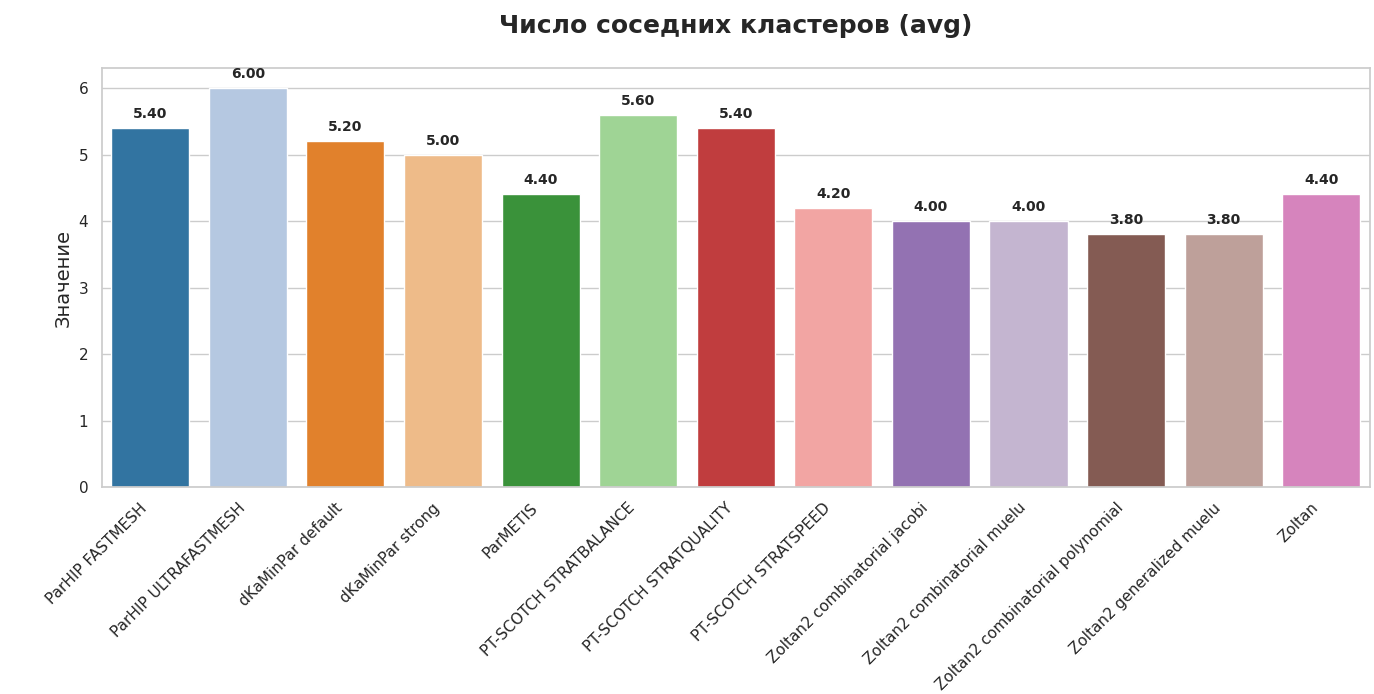 Число соседних кластеров (avg)
Значение
6
5
4
3
2
1
0
5.40
6.00
5.20
5.00
4.40
5.60
5.40
4.20
4.00
4.00
3.80
3.80
4.40
ParHIP FASTMESH
ParHIP ULTRAFASTMESH
dKaMinPar default
dKaMinPar strong
ParMETIS
PT-SCOTCH STRATBALANCE
PT-SCOTCH STRATQUALITY
PT-SCOTCH STRATSPEED
Zoltan2 combinatorial jacobi
Zoltan2 combinatorial muelu
Zoltan2 combinatorial polynomial
Zoltan2 generalized muelu
Zoltan